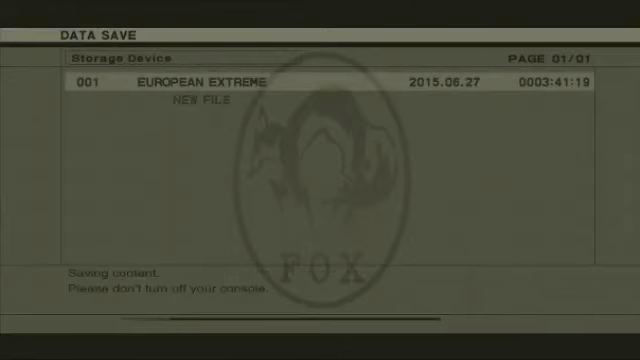 DATA SAVE
Storage Device PAGE 01/01
001 EUROPEAN EXTREME 2015.06.27 0003:41:19
NEW FILE
FOX
Saving content.
Please don't turn off your console.